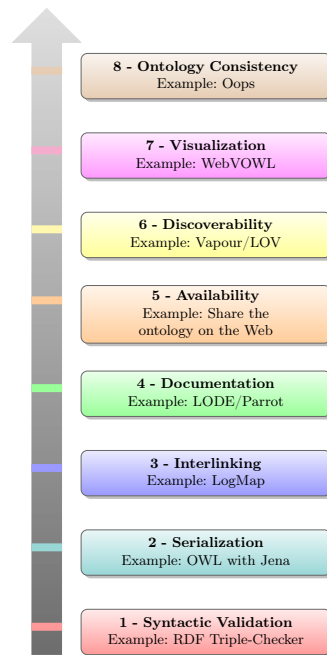 8 - Ontology Consistency
Example: Oops
7 - Visualization
Example: WebVOWL
6 - Discoverability
Example: Vapour/LOV
5 - Availability
Example: Share the
ontology on the Web
4 - Documentation
Example: LODE/Parrot
3 - Interlinking
Example: LogMap
2 - Serialization
Example: OWL with Jena
1 - Syntactic Validation
Example: RDF Triple-Checker